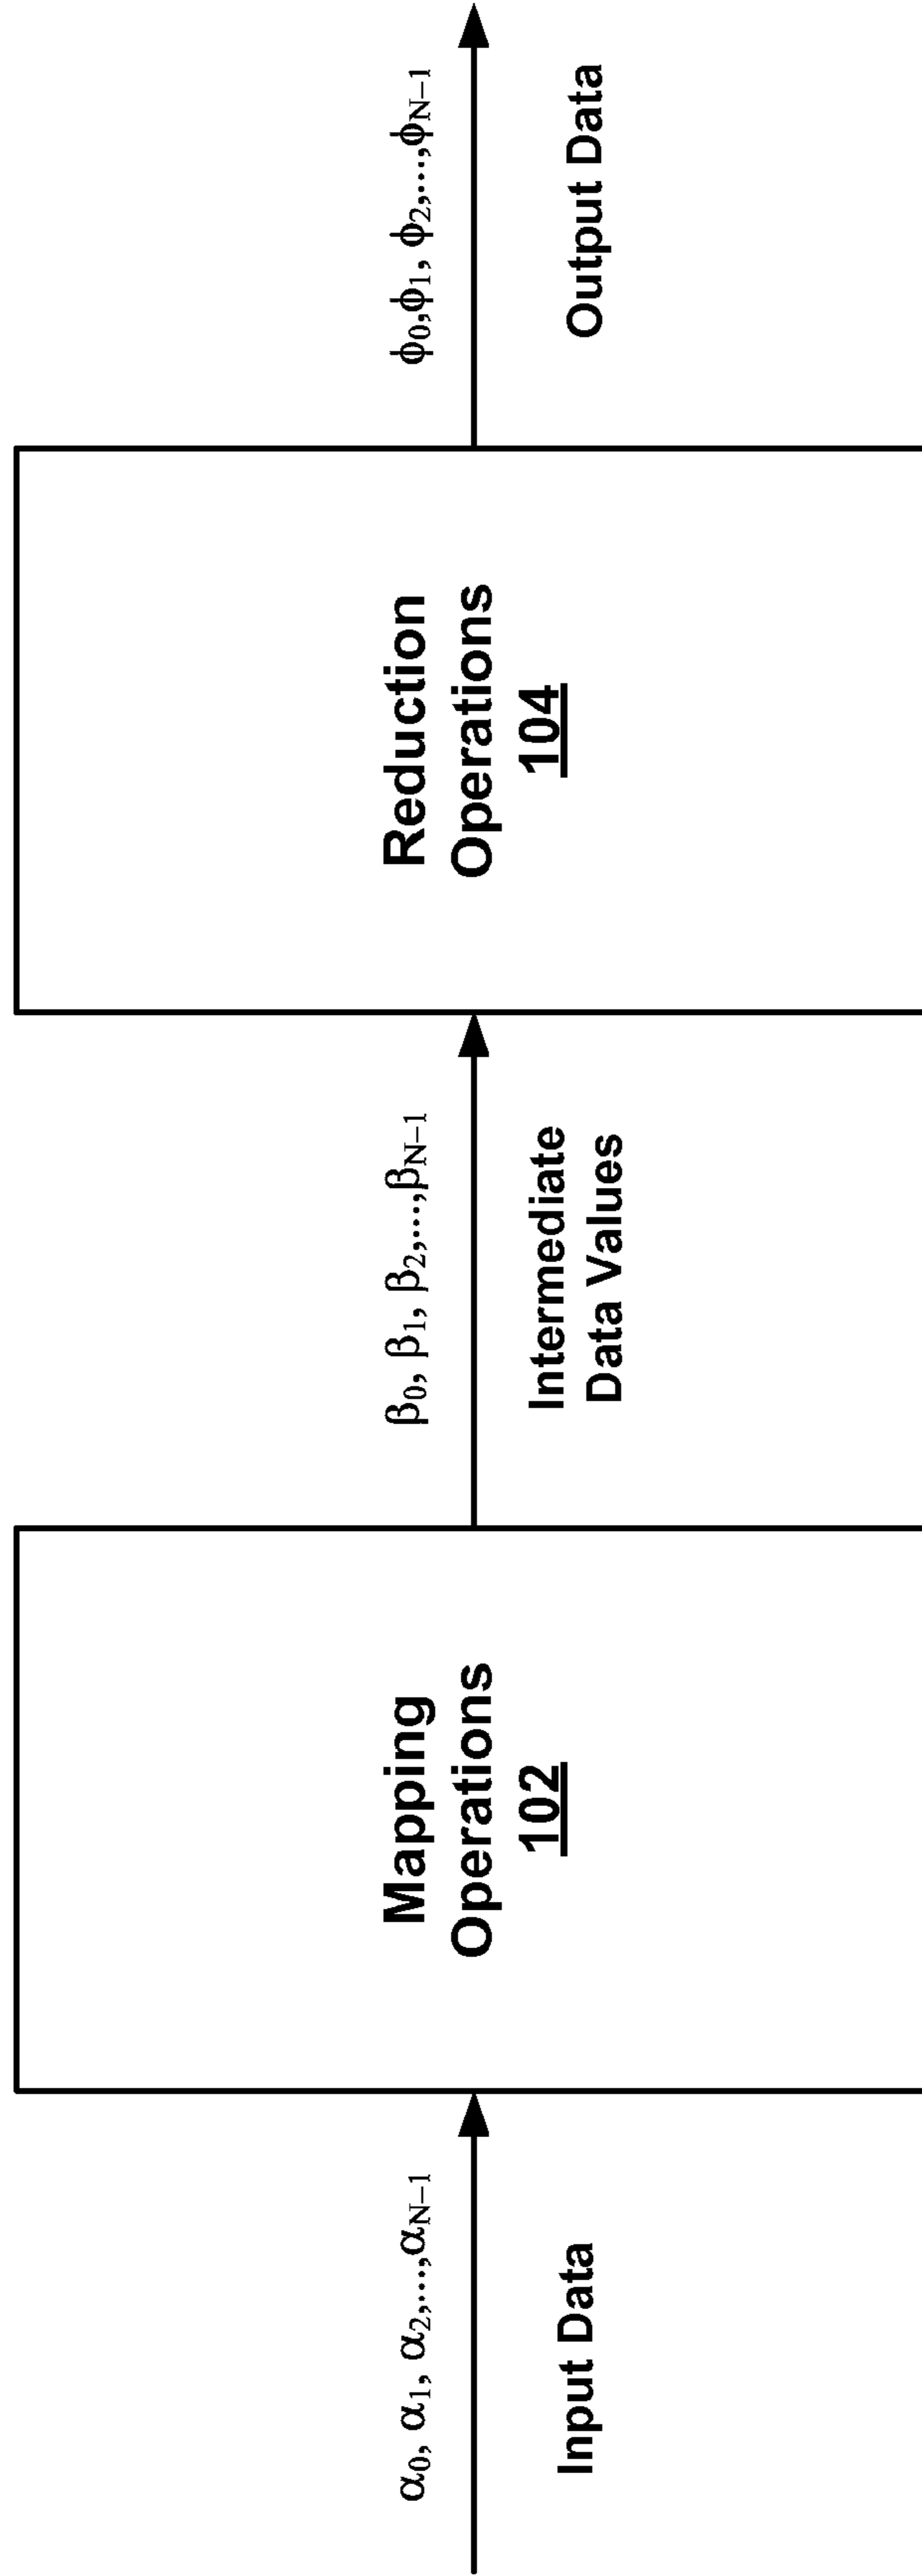 α0, α1, α2,...,αN−1
Input Data
Mapping
Operations
102
β0, β1, β2,...,βN−1
Intermediate
Data Values
Reduction
Operations
104
ϕ0,ϕ1, ϕ2,...,ϕN−1
Output Data